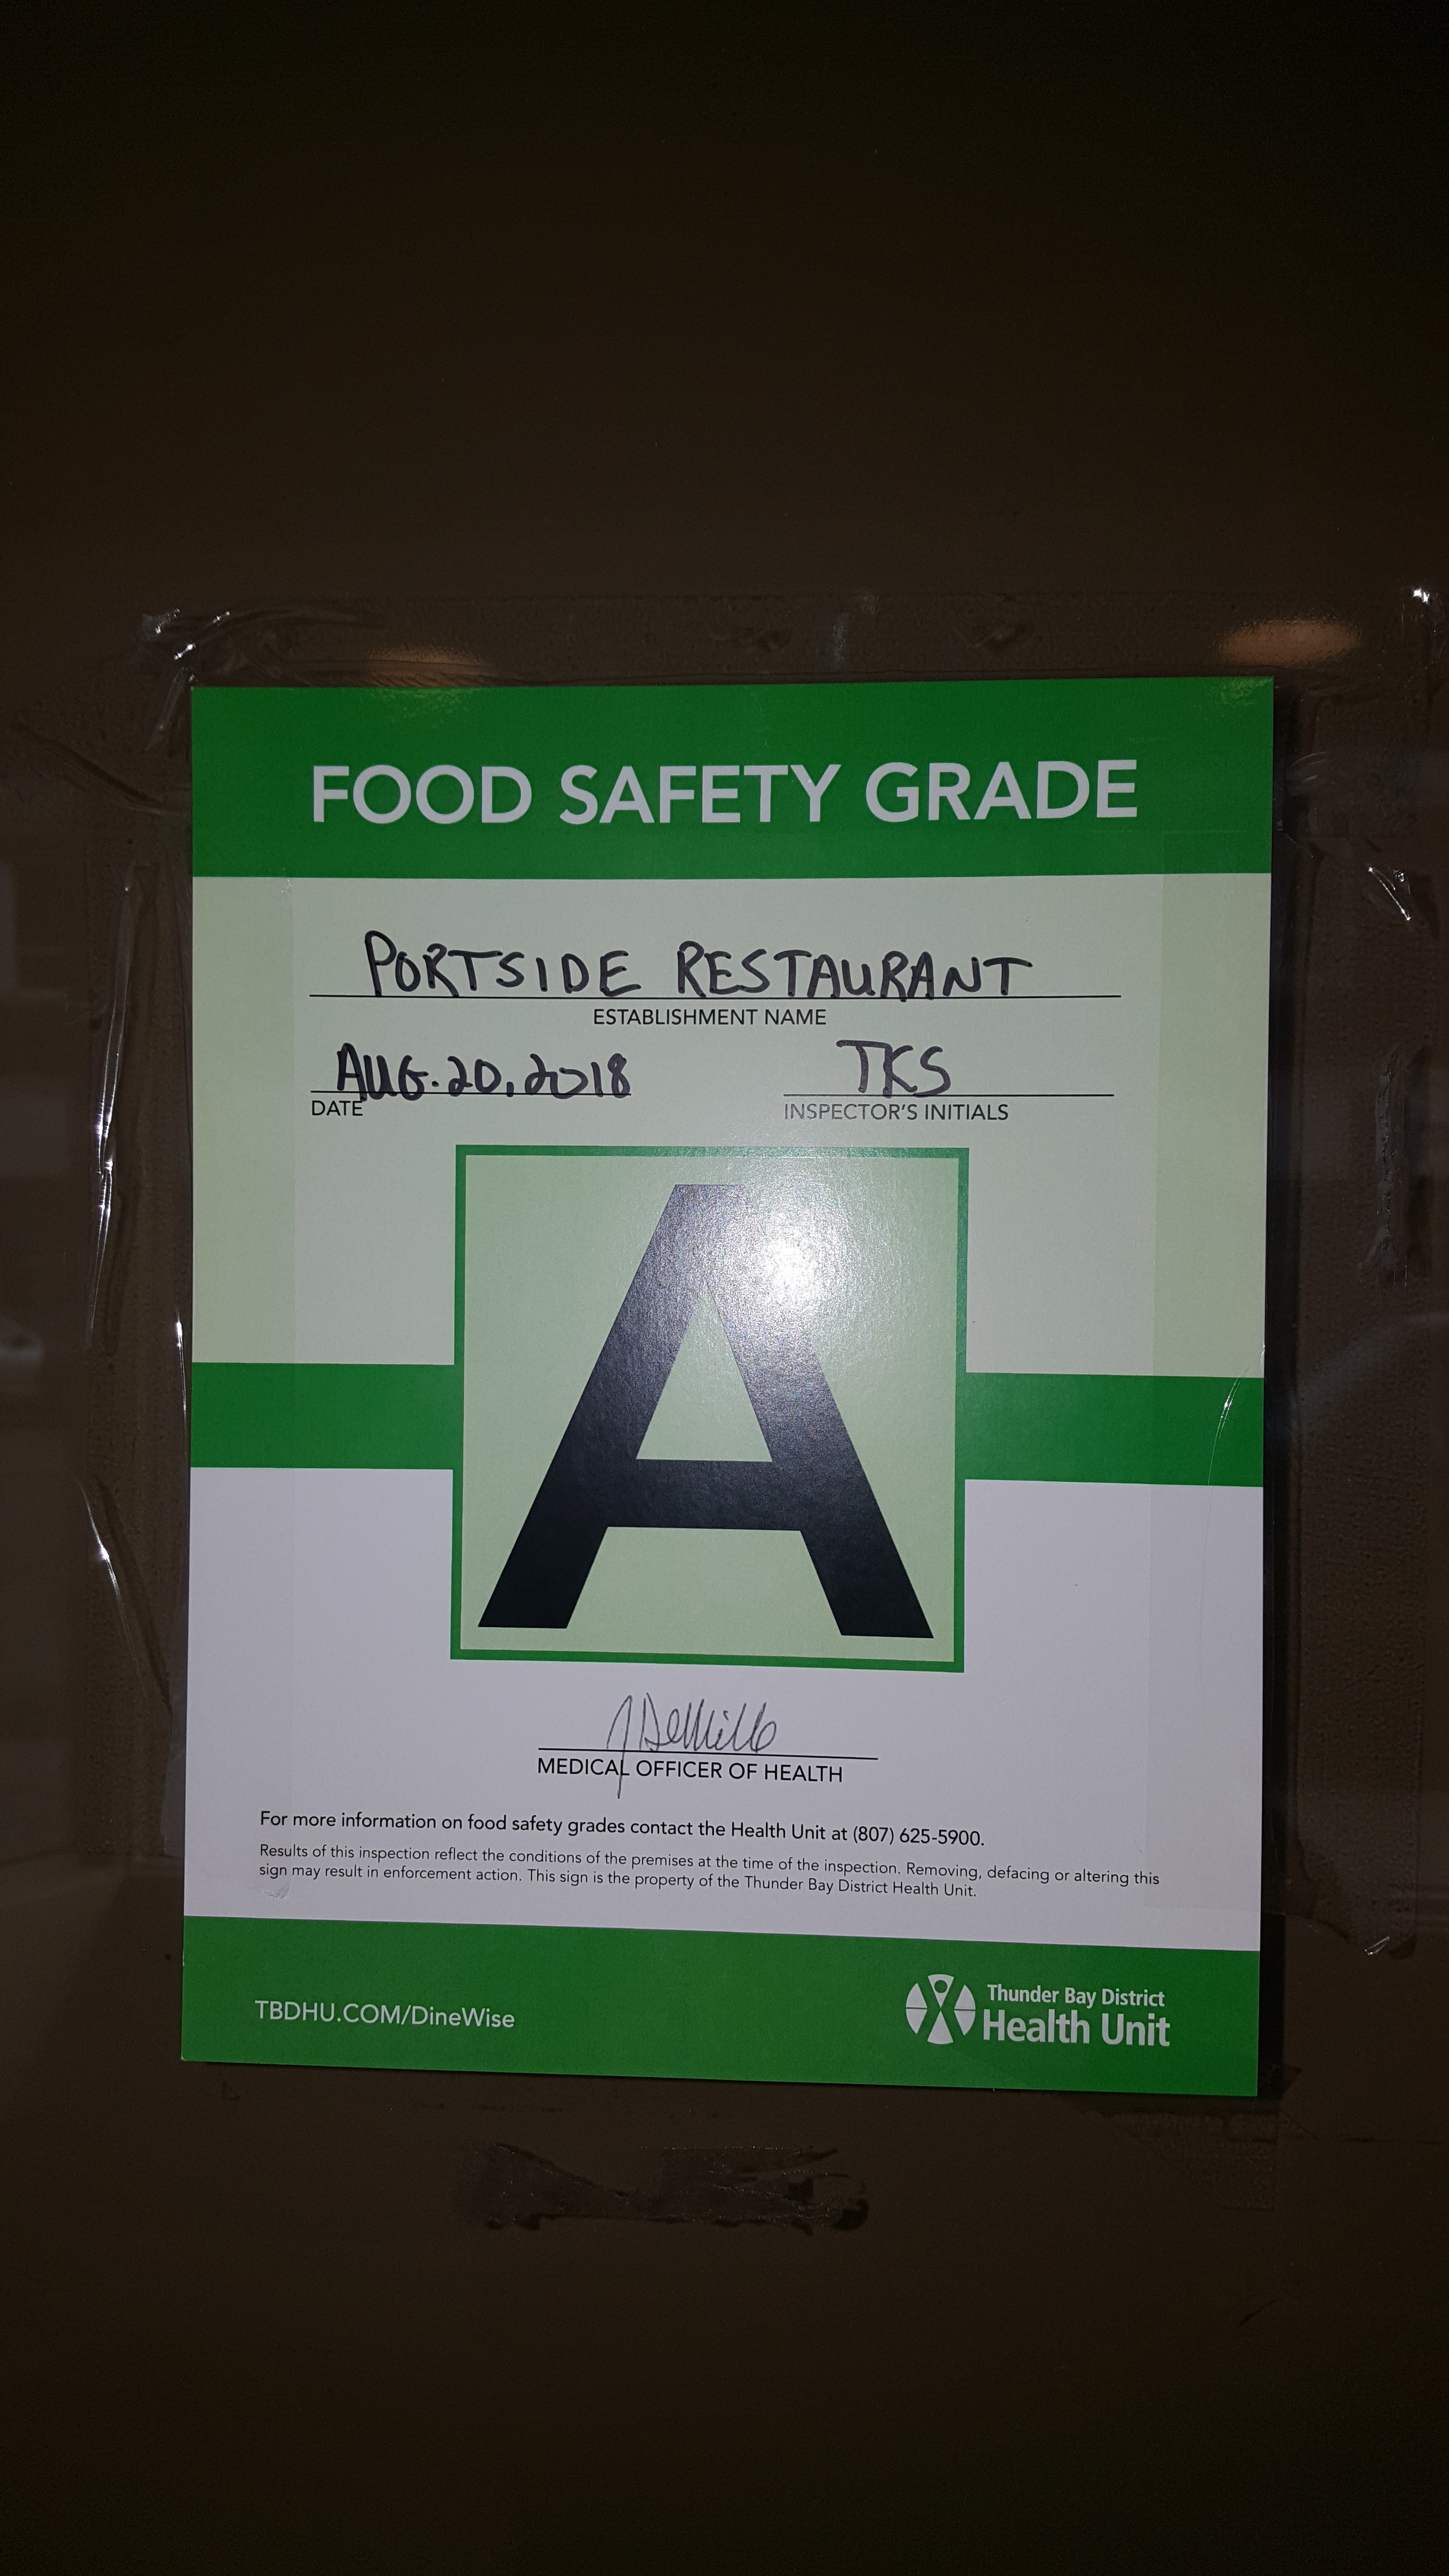 FOOD SAFETY GRADE
PORTSIDE RESTAURANT
ESTABLISHMENT NAME
AUG. 20, 2018 TKS
DATE INSPECTOR'S INITIALS
A
JDeMille
MEDICAL OFFICER OF HEALTH
For more information on food safety grades contact the Health Unit at (807) 625-5900.
Results of this inspection reflect the conditions of the premises at the time of the inspection. Removing, defacing or altering this
sign may result in enforcement action. This sign is the property of the Thunder Bay District Health Unit.
TBDHU.COM/DineWise
Thunder Bay District
Health Unit